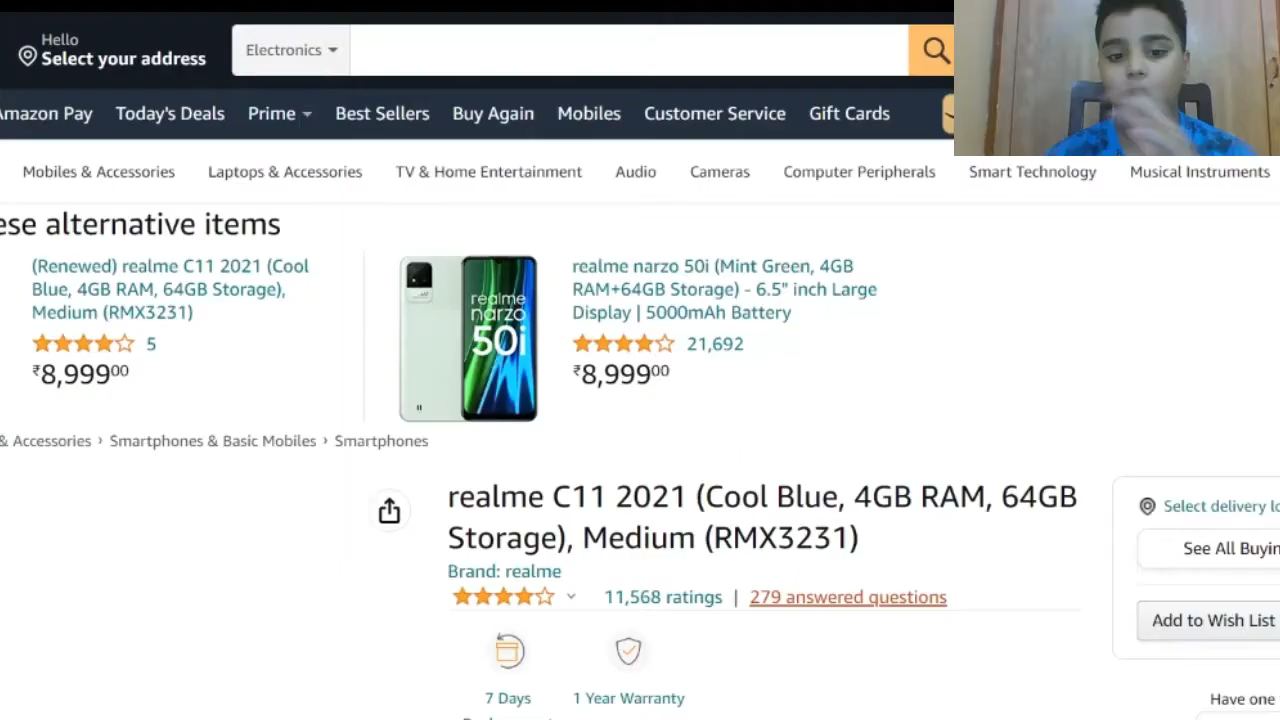 Hello
Select your address
Electronics
Amazon Pay Today's Deals Prime Best Sellers Buy Again Mobiles Customer Service Gift Cards
Mobiles & Accessories Laptops & Accessories TV & Home Entertainment Audio Cameras Computer Peripherals Smart Technology Musical Instruments
ese alternative items
(Renewed) realme C11 2021 (Cool
Blue, 4GB RAM, 64GB Storage),
Medium (RMX3231)
5
₹8,999⁰⁰
realme
narzo
50i
realme narzo 50i (Mint Green, 4GB
RAM+64GB Storage) - 6.5" inch Large
Display | 5000mAh Battery
21,692
₹8,999⁰⁰
& Accessories › Smartphones & Basic Mobiles › Smartphones
realme C11 2021 (Cool Blue, 4GB RAM, 64GB
Storage), Medium (RMX3231)
Brand: realme
11,568 ratings | 279 answered questions
7 Days
1 Year Warranty
Select delivery lo
See All Buyin
Add to Wish List
Have one